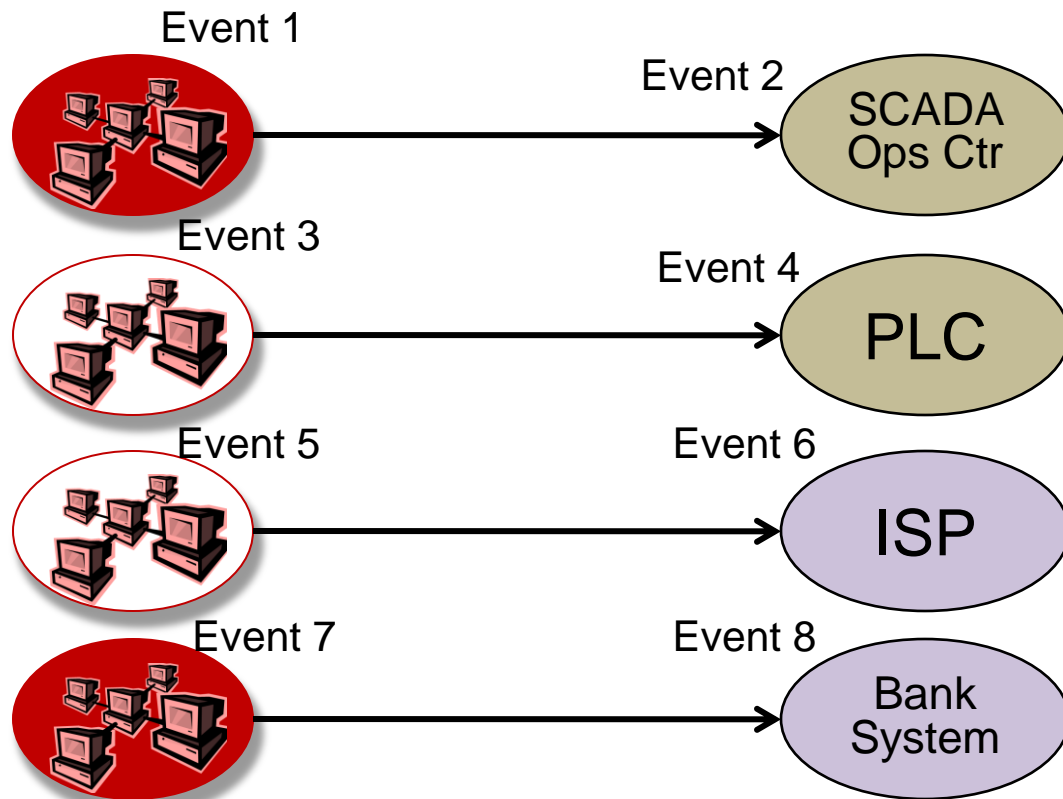 Event 1
Event 2
SCADA
Ops Ctr
Event 3
Event 4
PLC
Event 5
Event 6
ISP
Event 7
Event 8
Bank
System